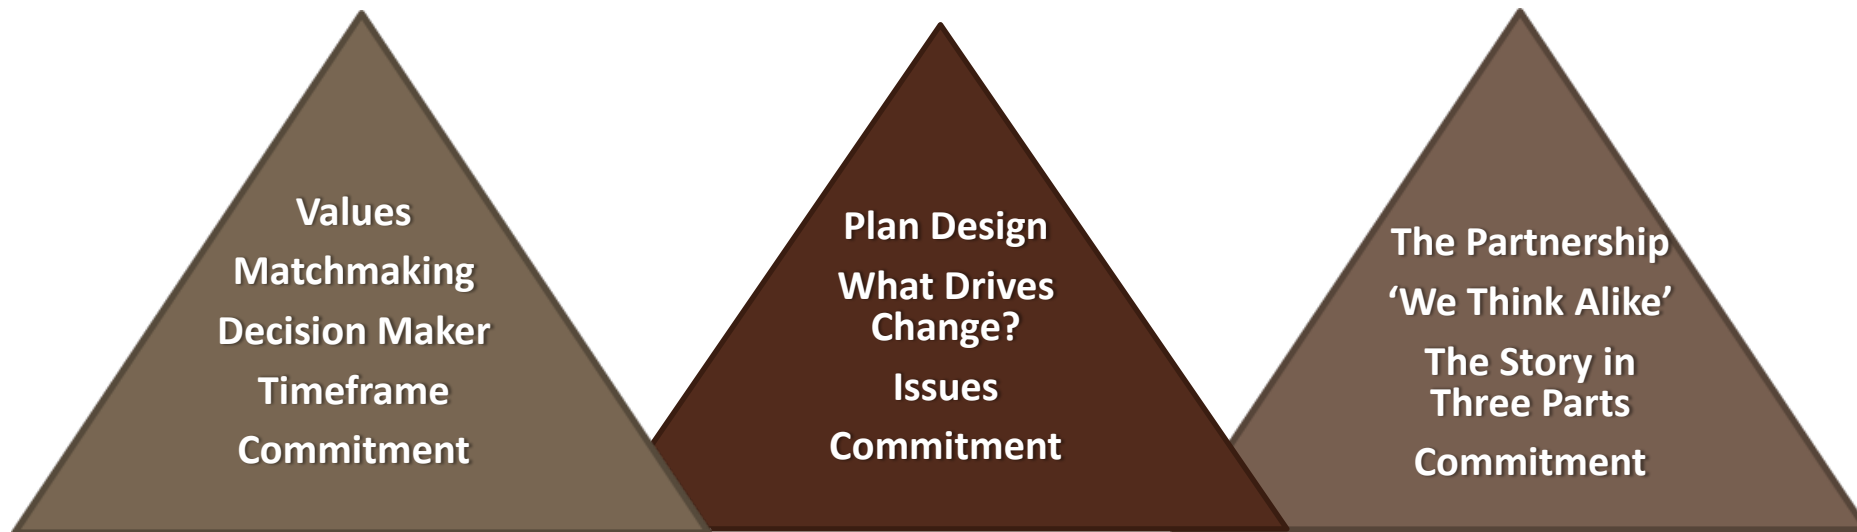 Values
Matchmaking
Decision Maker
Timeframe
Commitment
Plan Design
What Drives
Change?
Issues
Commitment
The Partnership
‘We Think Alike’
The Story in
Three Parts
Commitment